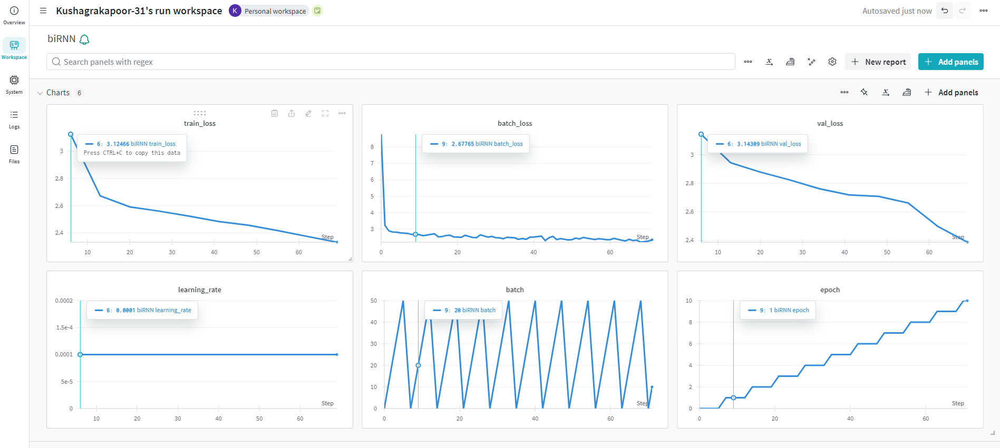 Kushagrakapoor-31's run workspace K Personal workspace Autosaved just now
Overview
Workspace
System
Logs
Files
biRNN
Search panels with regex New report Add panels
Charts 6 Add panels
train_loss
6: 3.12466 biRNN train_loss
Press CTRL+C to copy this data
3
2.8
2.6
2.4
Step
10 20 30 40 50 60
batch_loss
9: 2.67765 biRNN batch_loss
8
7
6
5
4
3
Step
0 20 40 60
val_loss
6: 3.14309 biRNN val_loss
3
2.8
2.6
2.4
Step
10 20 30 40 50 60
learning_rate
0.0002
6: 0.0001 biRNN learning_rate
1.5e-4
0.0001
5e-5
0
Step
10 20 30 40 50 60
batch
50
9: 20 biRNN batch
40
30
20
10
0
Step
0 20 40 60
epoch
10
9: 1 biRNN epoch
8
6
4
2
0
Step
0 20 40 60